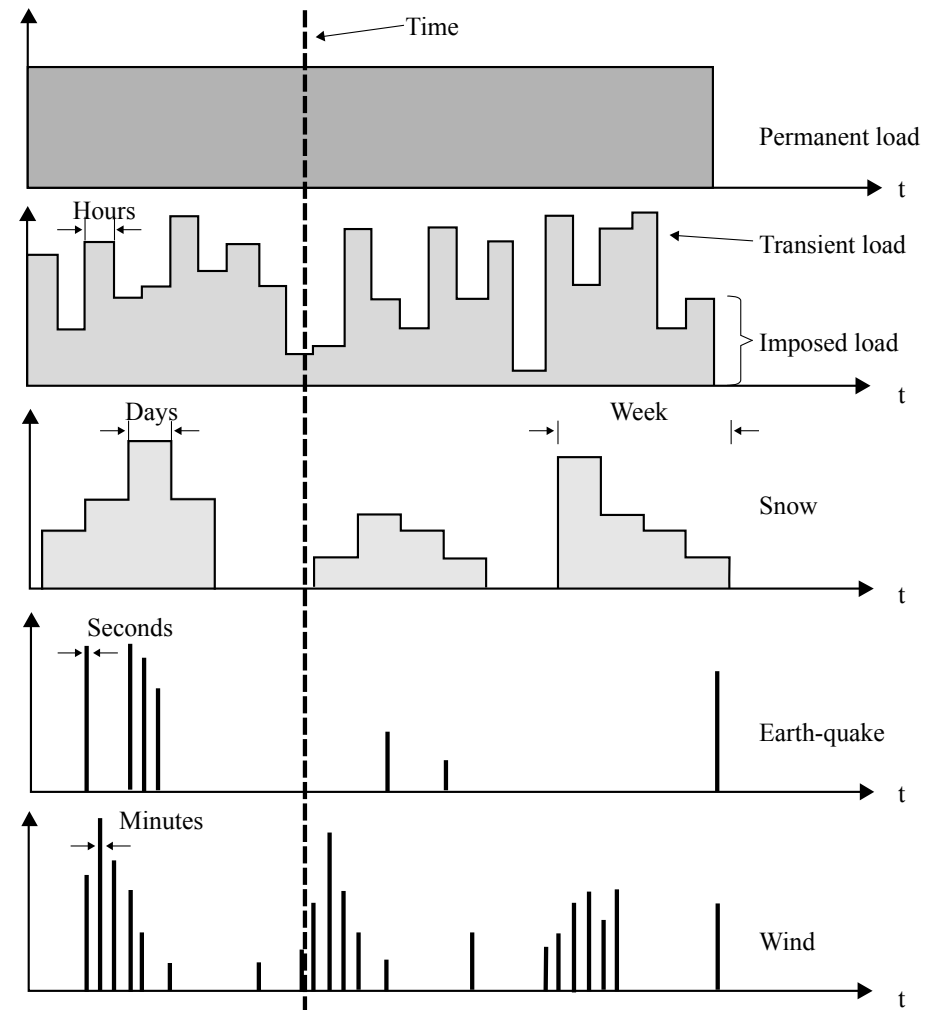 Time
Permanent load
t
Hours
Transient load
Imposed load
t
Days
Week
Snow
t
Seconds
Earth-quake
t
Minutes
Wind
t